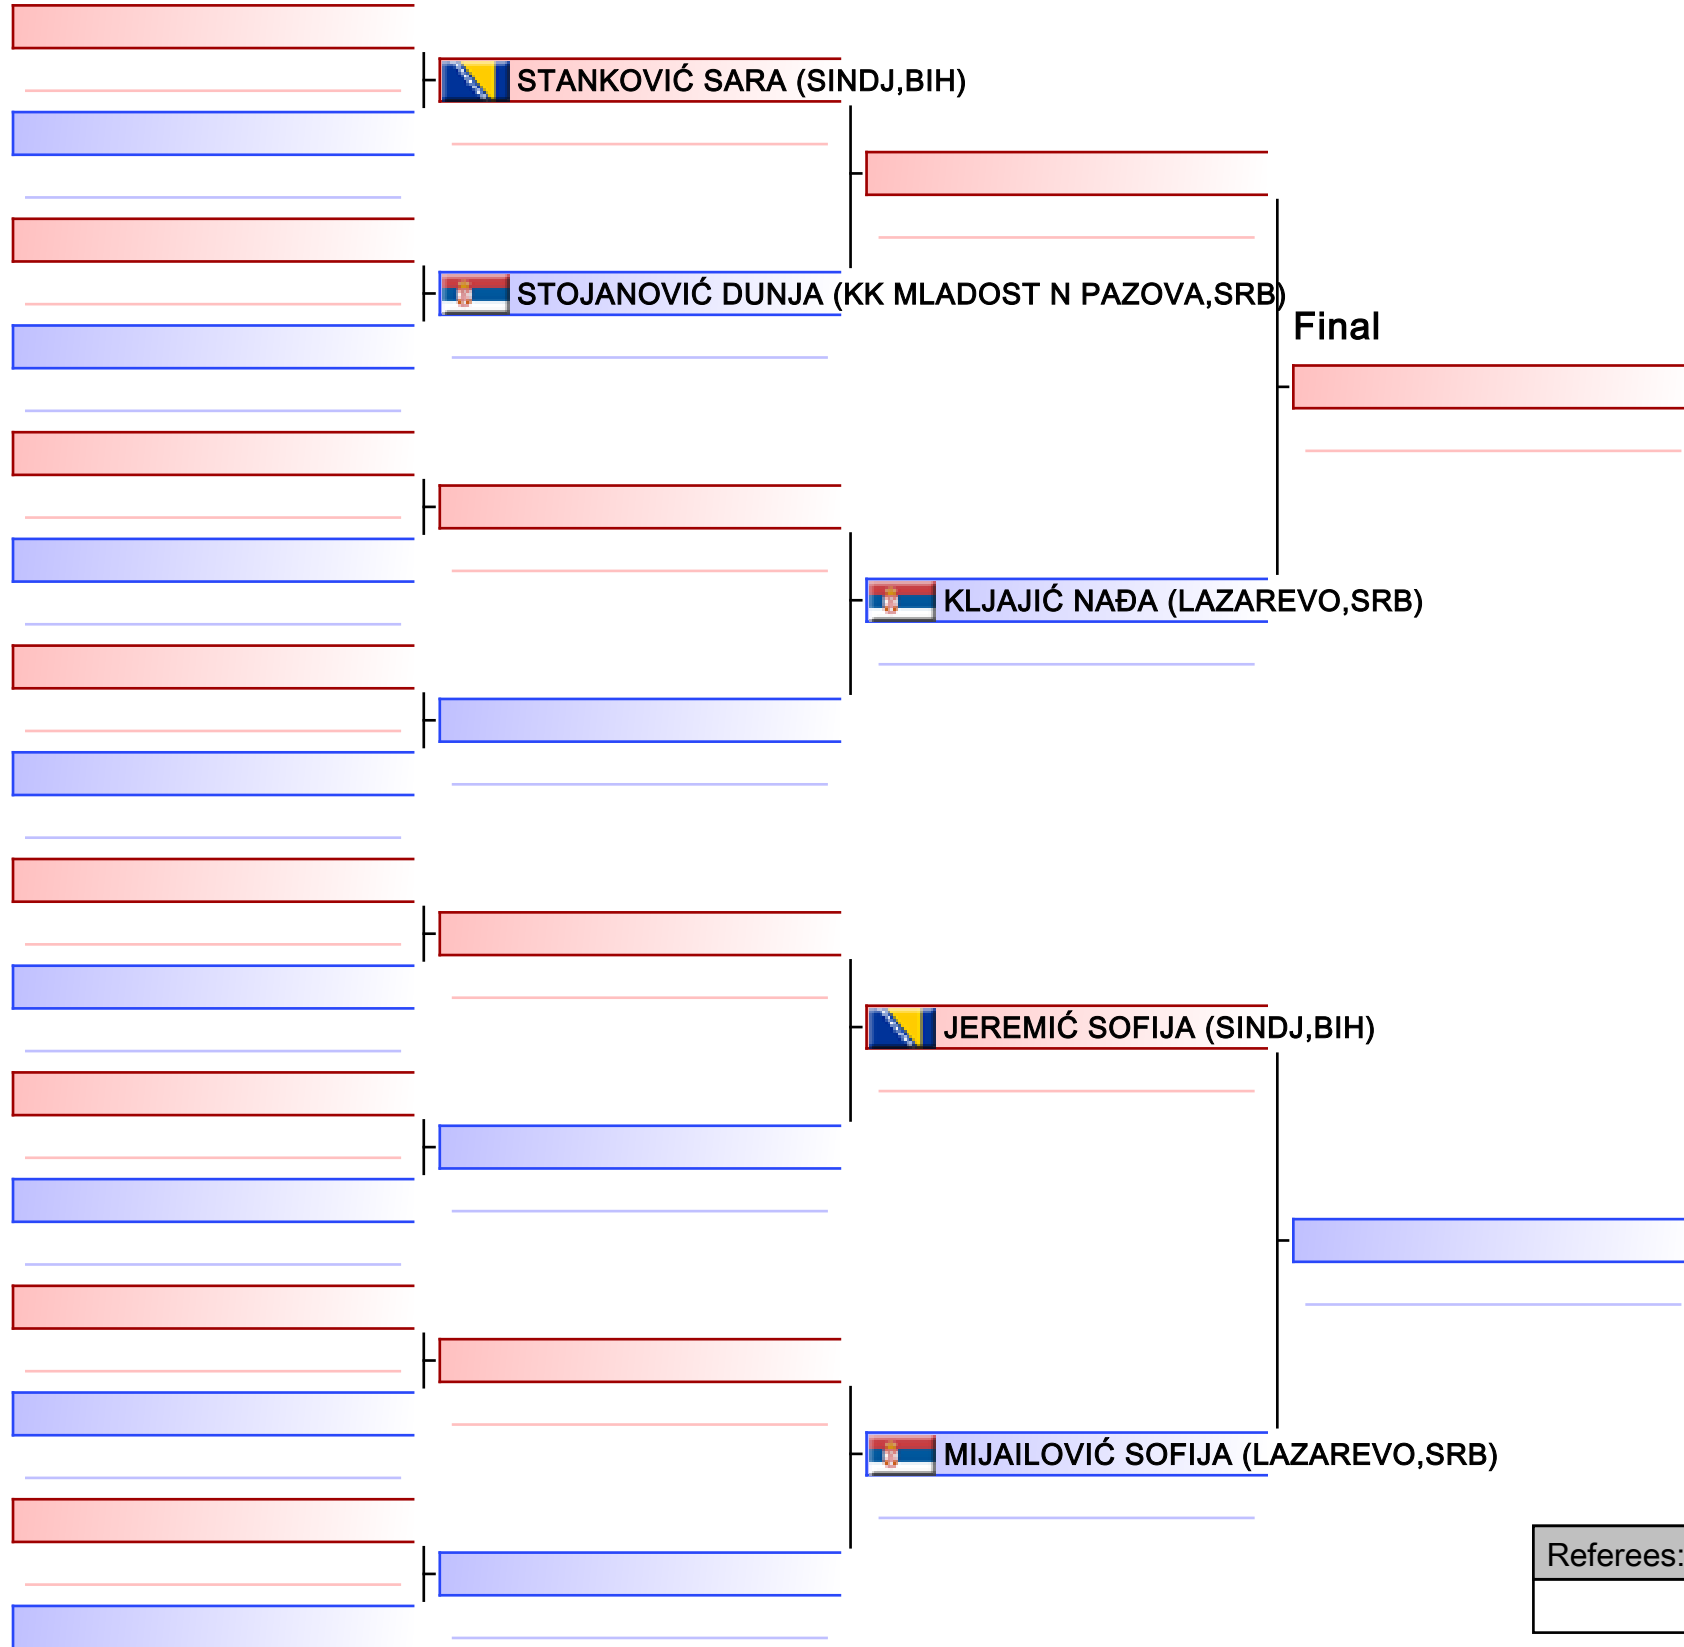 STANKOVIĆ SARA (SINDJ,BIH)
STOJANOVIĆ DUNJA (KK MLADOST N PAZOVA,SRB)
Final
KLJAJIĆ NAĐA (LAZAREVO,SRB)
JEREMIĆ SOFIJA (SINDJ,BIH)
MIJAILOVIĆ SOFIJA (LAZAREVO,SRB)
Referees: